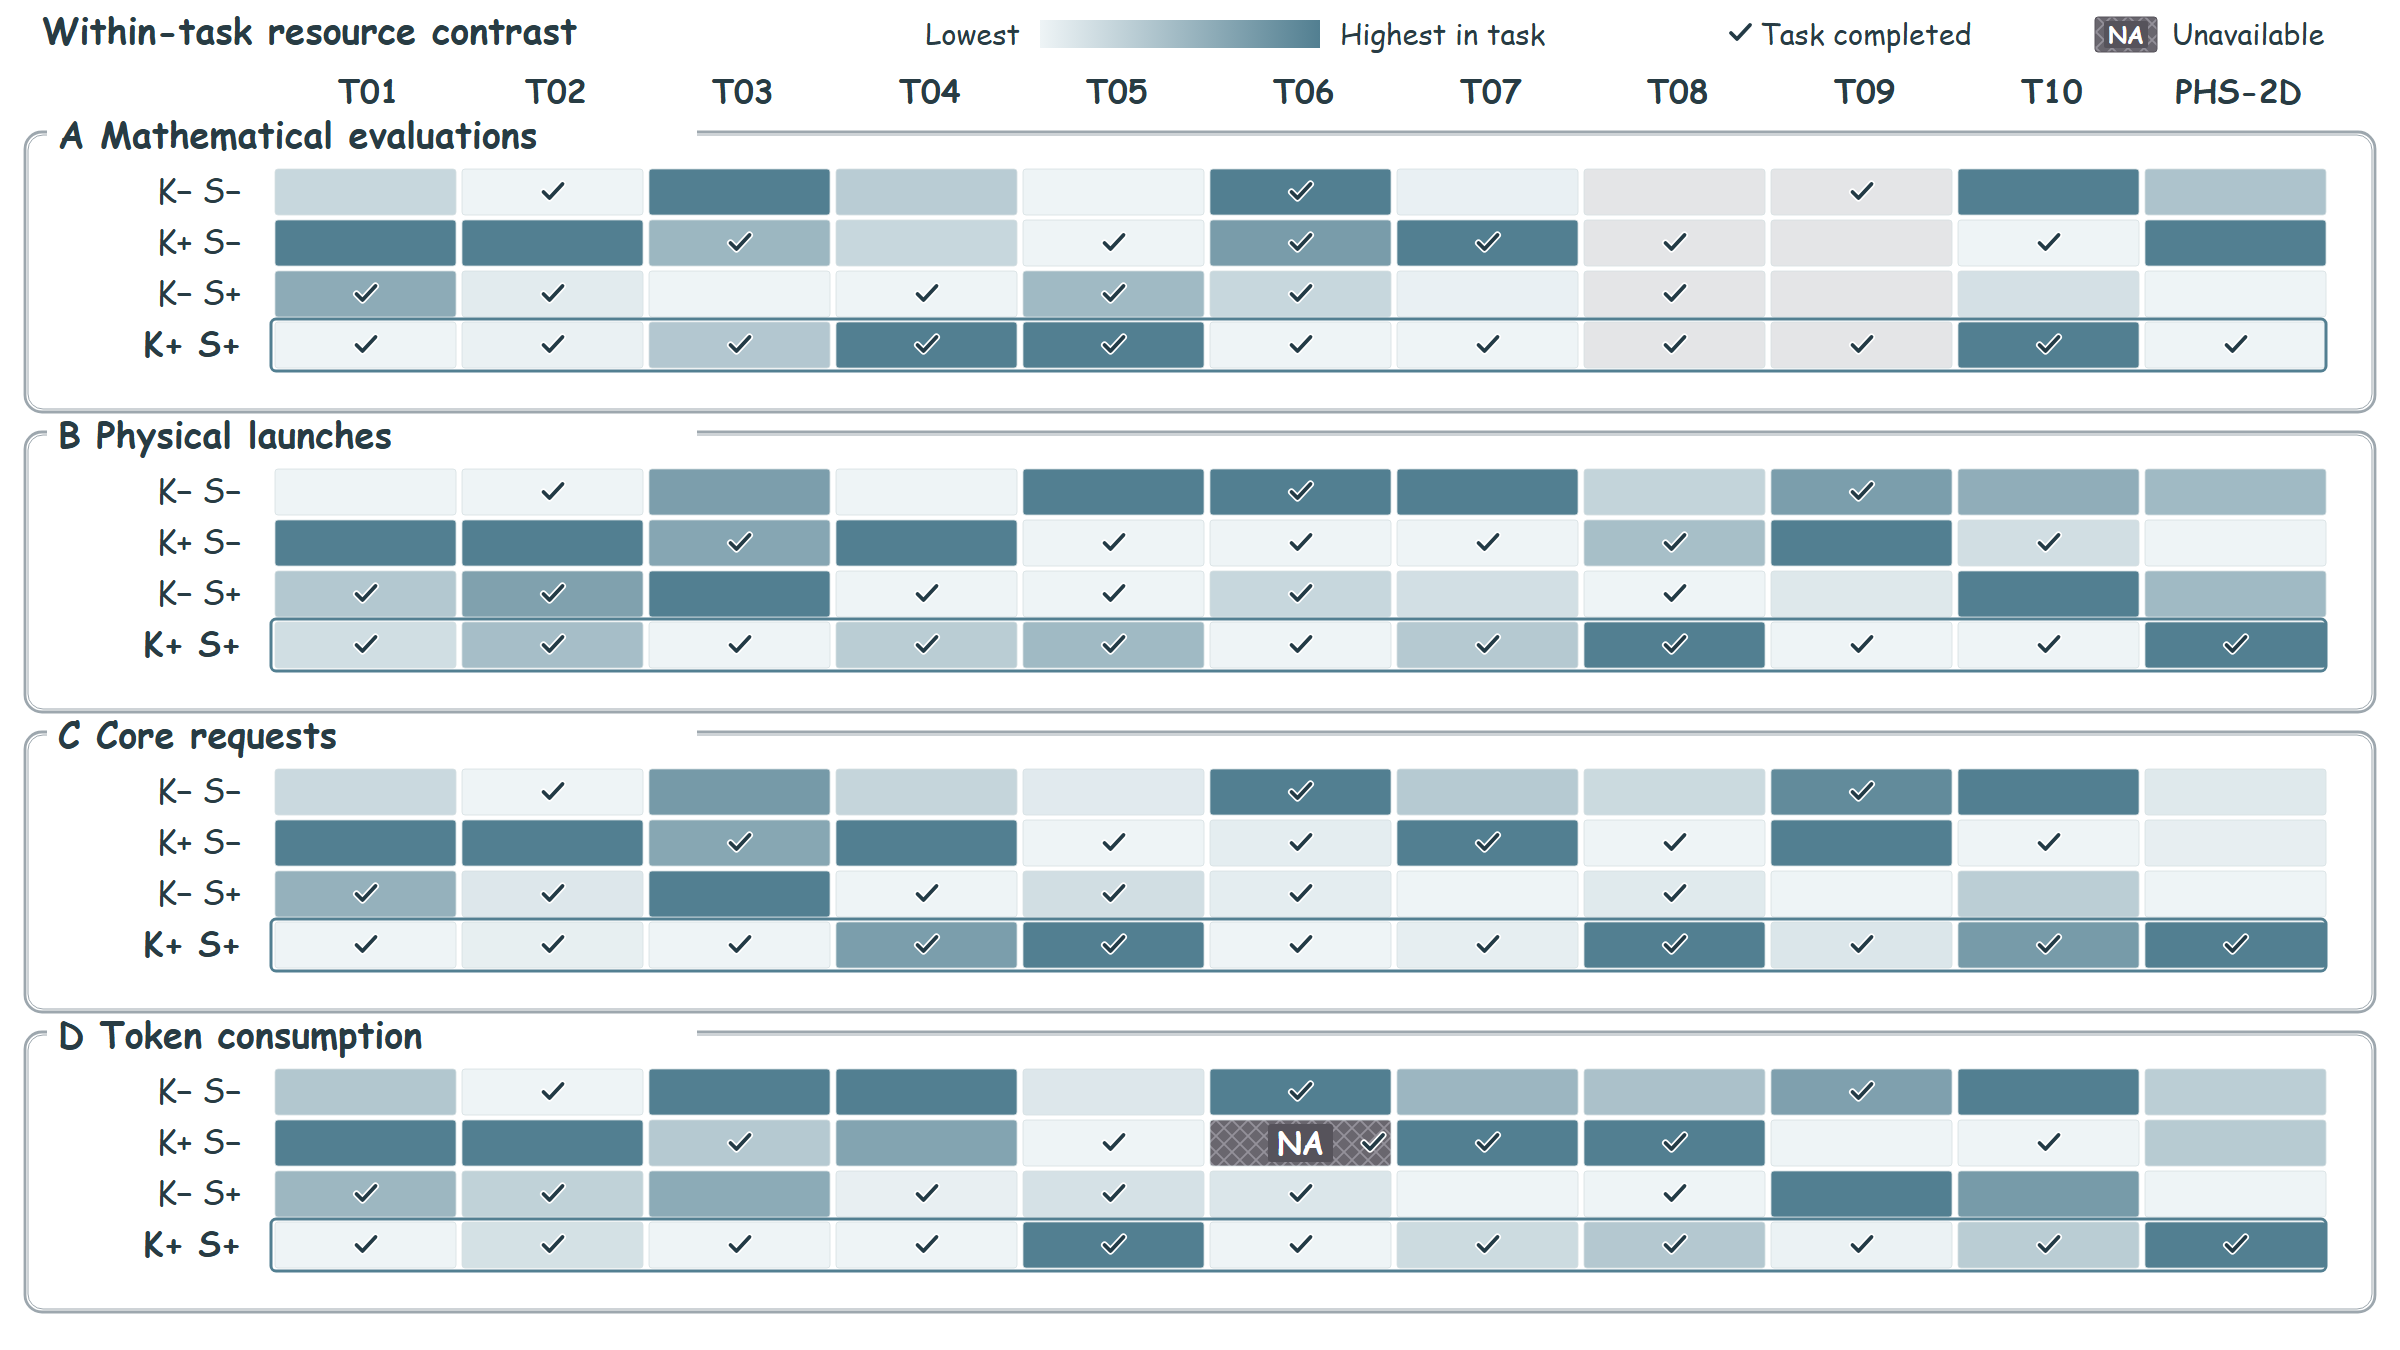 Within-task resource contrast Lowest Highest in task ✓ Task completed NA Unavailable
T01 T02 T03 T04 T05 T06 T07 T08 T09 T10 PHS-2D
A Mathematical evaluations
K− S−
K+ S−
K− S+
K+ S+
B Physical launches
K− S−
K+ S−
K− S+
K+ S+
C Core requests
K− S−
K+ S−
K− S+
K+ S+
D Token consumption
K− S−
K+ S− NA
K− S+
K+ S+